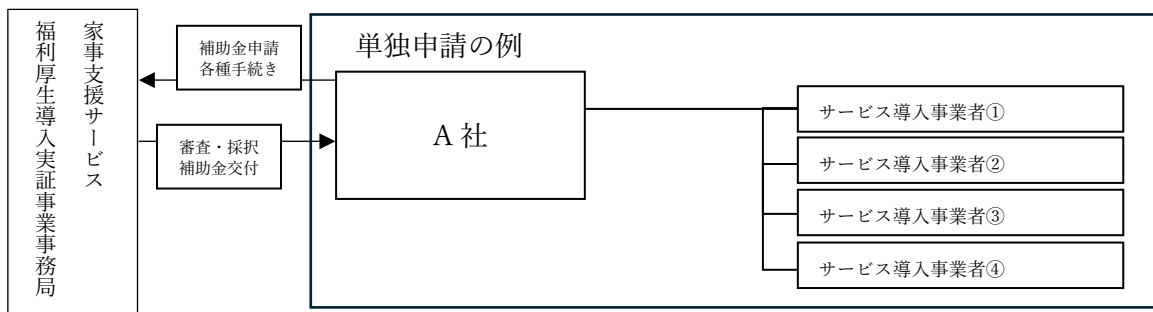 家事支援サービス
福利厚生導入実証事業事務局
補助金申請
各種手続き
審査・採択
補助金交付
単独申請の例
A 社
サービス導入事業者①
サービス導入事業者②
サービス導入事業者③
サービス導入事業者④